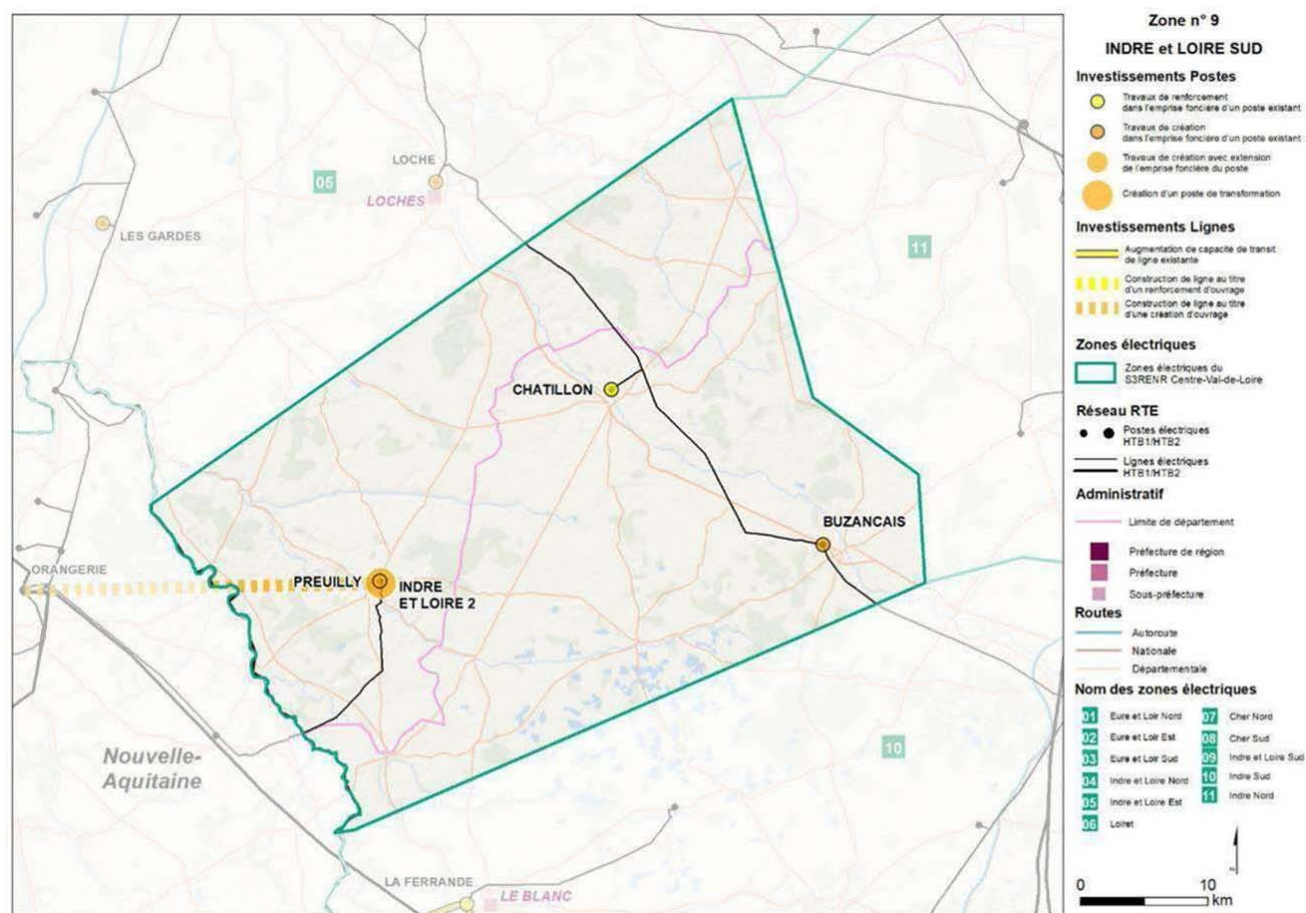 LOCHE
05
LOCHES
LES GARDES
11
CHATILLON
BUZANCAIS
ORANGERIE
PREUILLY
INDRE
ET LOIRE 2
10
Nouvelle-
Aquitaine
LA FERRANDE
LE BLANC
Zone n° 9
INDRE et LOIRE SUD
Investissements Postes
Travaux de renforcement
dans l'emprise foncière d'un poste existant
Travaux de création
dans l'emprise foncière d'un poste existant
Travaux de création avec extension
de l'emprise foncière du poste
Création d'un poste de transformation
Investissements Lignes
Augmentation de capacité de transit
de ligne existante
Construction de ligne au titre
d'un renforcement d'ouvrage
Construction de ligne au titre
d'une création d'ouvrage
Zones électriques
Zones électriques du
S3RENR Centre-Val-de-Loire
Réseau RTE
Postes électriques
HTB1/HTB2
Lignes électriques
HTB1/HTB2
Administratif
Limite de département
Préfecture de région
Préfecture
Sous-préfecture
Routes
Autoroute
Nationale
Départementale
Nom des zones électriques
01 Eure et Loir Nord
02 Eure et Loir Est
03 Eure et Loir Sud
04 Indre et Loire Nord
05 Indre et Loire Est
06 Loiret
07 Cher Nord
08 Cher Sud
09 Indre et Loire Sud
10 Indre Sud
11 Indre Nord
N
0 10
km